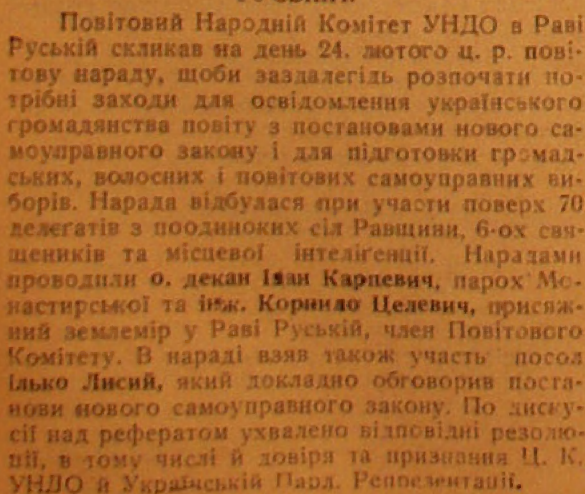 Повітовий Народній Комітет УНДО в Раві
Руській скликав на день 24. лютого ц. р. пові-
тову нараду, щоби заздалегідь розпочати по-
трібні заходи для освідомлення українського
громадянства повіту з постановами нового са-
моуправного закону і для підготовки громад-
ських, волосних і повітових самоуправних ви-
борів. Нарада відбулася при участи поверх 70
делегатів з поодиноких сіл Равщини, 6-ох свя-
щеників та місцевої інтеліґенції. Нарадами
проводили о. декан Іван Карпевич, парох Мо-
настирської та інж. Корнило Целевич, присяж-
ний землемір у Раві Руській, член Повітового
Комітету. В нараді взяв також участь посол
Ілько Лисий, який докладно обговорив поста-
нови нового самоуправного закону. По диску-
сії над рефератом ухвалено відповідні резолю-
ції, в тому числі й довіря та признання Ц. К.
УНДО й Українській Парл. Репрезентації.